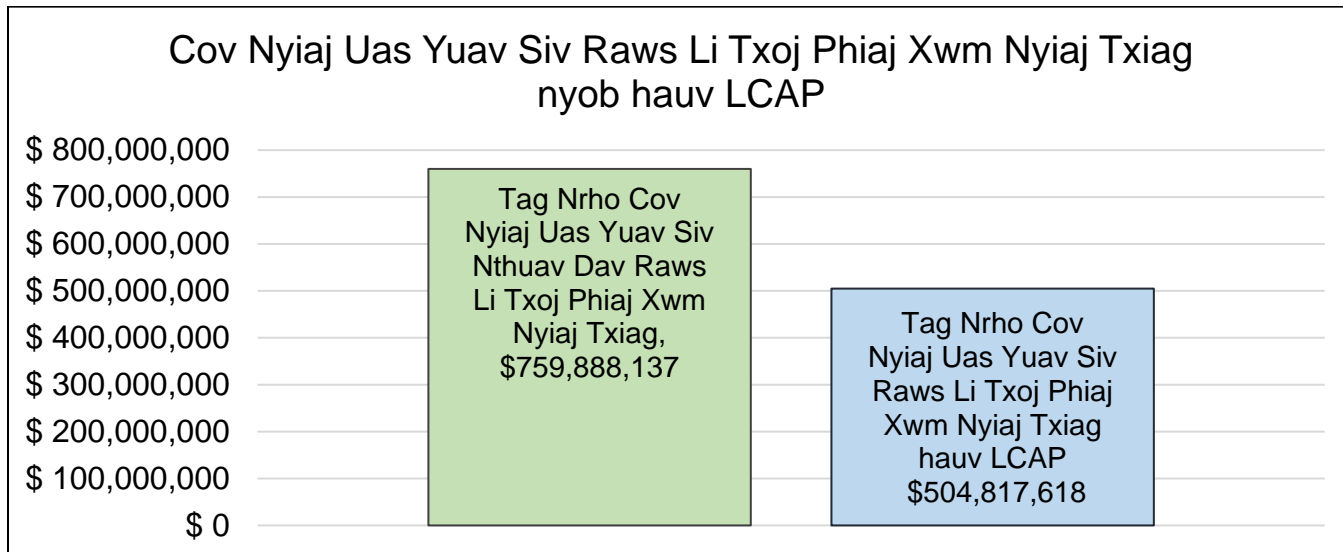 Cov Nyiaj Uas Yuav Siv Raws Li Txoj Phiaj Xwm Nyiaj Txiag
nyob hauv LCAP
$ 800,000,000
$ 700,000,000
$ 600,000,000
$ 500,000,000
$ 400,000,000
$ 300,000,000
$ 200,000,000
$ 100,000,000
$ 0
Tag Nrho Cov
Nyiaj Uas Yuav Siv
Nthuav Dav Raws
Li Txoj Phiaj Xwm
Nyiaj Txiag,
$759,888,137
Tag Nrho Cov
Nyiaj Uas Yuav Siv
Raws Li Txoj Phiaj
Xwm Nyiaj Txiag
hauv LCAP
$504,817,618